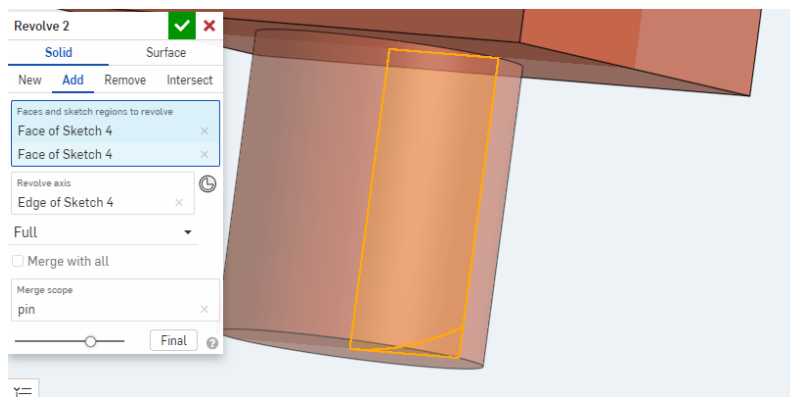 Revolve 2
Solid Surface
New Add Remove Intersect
Faces and sketch regions to revolve
Face of Sketch 4
Face of Sketch 4
Revolve axis
Edge of Sketch 4
Full
Merge with all
Merge scope
pin
Final